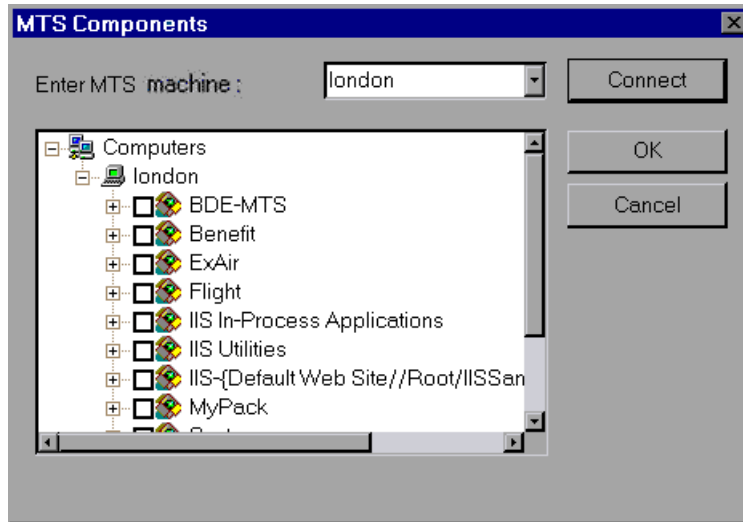 MTS Components
Enter MTS machine:
london
Connect
Computers
OK
london
BDE-MTS
Cancel
Benefit
ExAir
Flight
IIS In-Process Applications
IIS Utilities
IIS-{Default Web Site//Root/IISSan
MyPack